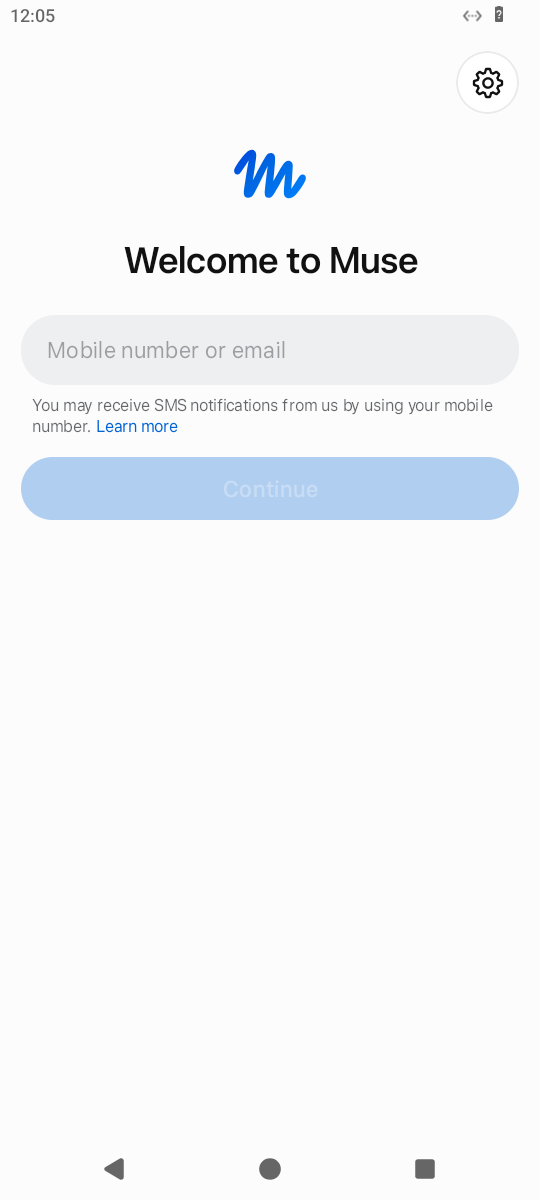 12:05
Welcome to Muse
Mobile number or email
You may receive SMS notifications from us by using your mobile
number. Learn more
Continue